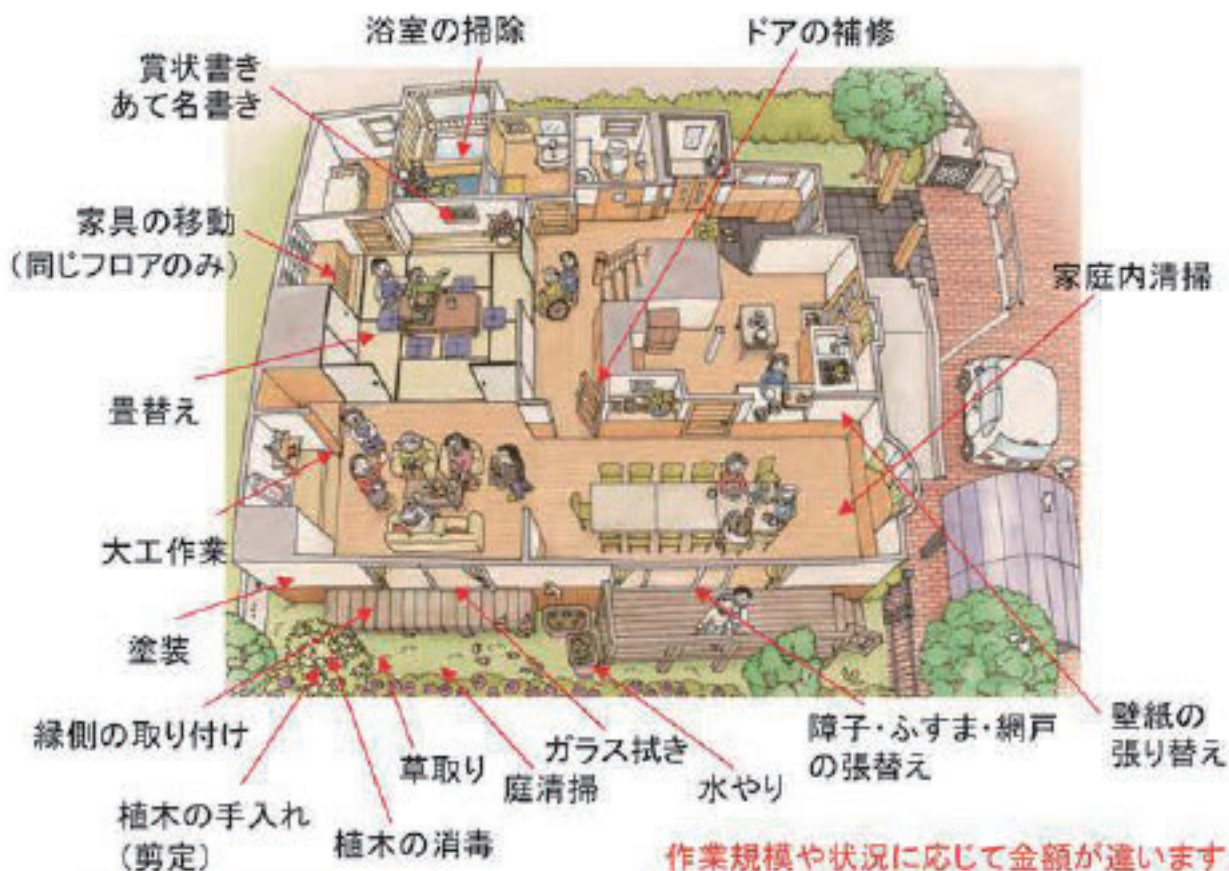 浴室の掃除
ドアの補修
賞状書き
あて名書き
家具の移動
（同じフロアのみ）
家庭内清掃
畳替え
大工作業
塗装
縁側の取り付け
草取り
ガラス拭き
庭清掃
水やり
障子・ふすま・網戸
の張替え
壁紙の
張り替え
植木の手入れ
（剪定）
植木の消毒
作業規模や状況に応じて金額が違います